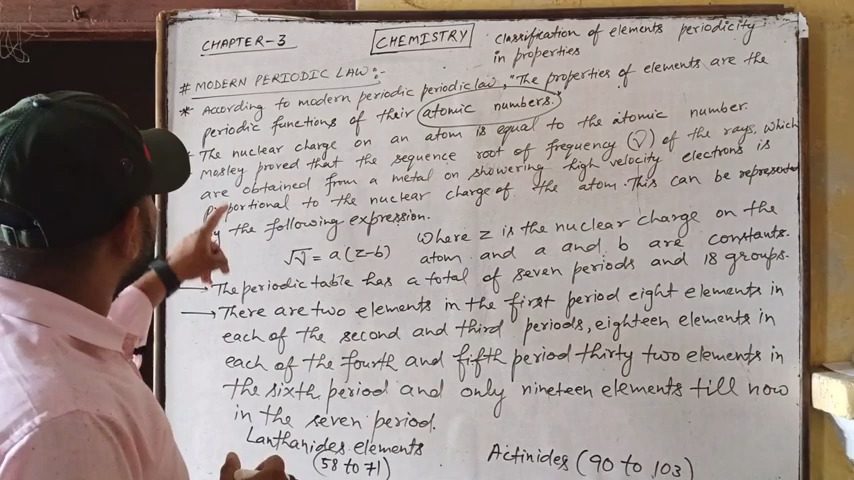 CHAPTER-3
CHEMISTRY
classification of elements periodicity
in properties
# MODERN PERIODIC LAW :-
* According to modern periodic periodic law, "The properties of elements are the
periodic functions of their atomic numbers."
The nuclear charge on an atom is equal to the atomic number.
Mosley proved that the sequence root of frequency (√) of the rays, which
are obtained from a metal on showering high velocity electrons is
proportional to the nuclear charge of the atom. This can be represented
by the following expression.
√√ = a(z-b)
Where z is the nuclear charge on the
atom and a and b are constants.
→ The periodic table has a total of seven periods and 18 groups.
→ There are two elements in the first period eight elements in
each of the second and third periods, eighteen elements in
each of the fourth and fifth period thirty two elements in
the sixth period and only nineteen elements till now
in the seven period.
Lanthanides elements
(58 to 71)
Actinides (90 to 103)